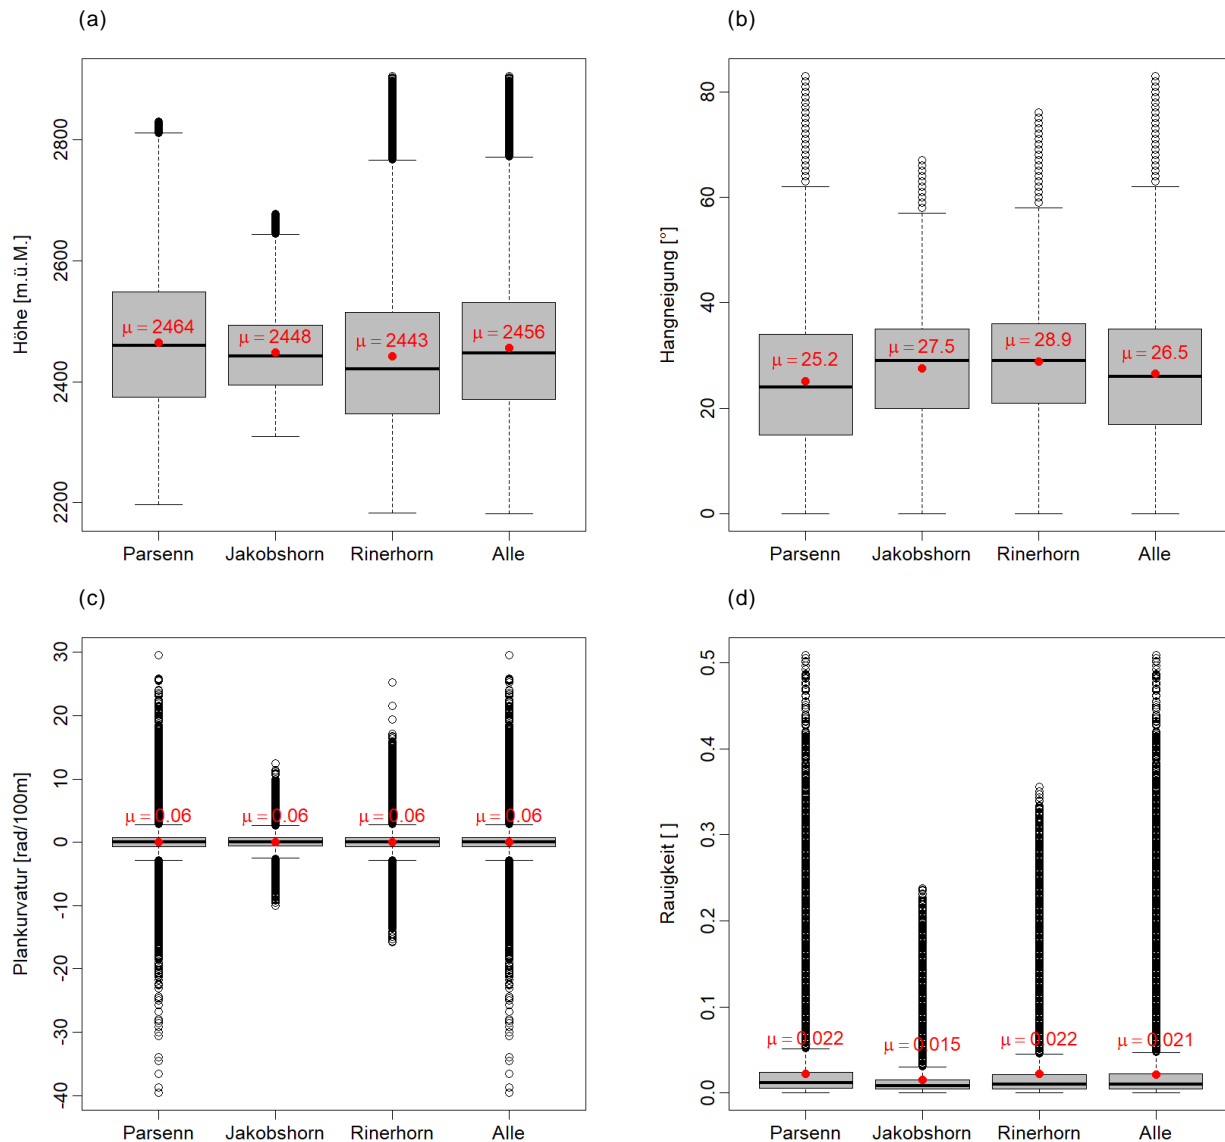 (a)
(b)
Höhe [m.ü.M.]
2800
2600
2400
2200
μ = 2464
μ = 2448
μ = 2443
μ = 2456
Parsenn
Jakobshorn
Rinerhorn
Alle
Hangneigung [°]
80
60
40
20
0
μ = 25.2
μ = 27.5
μ = 28.9
μ = 26.5
Parsenn
Jakobshorn
Rinerhorn
Alle
(c)
(d)
Plankurvatur [rad/100m]
30
20
10
0
-10
-20
-30
-40
μ = 0.06
μ = 0.06
μ = 0.06
μ = 0.06
Parsenn
Jakobshorn
Rinerhorn
Alle
Rauigkeit [ ]
0.5
0.4
0.3
0.2
0.1
0.0
μ = 0.022
μ = 0.015
μ = 0.022
μ = 0.021
Parsenn
Jakobshorn
Rinerhorn
Alle